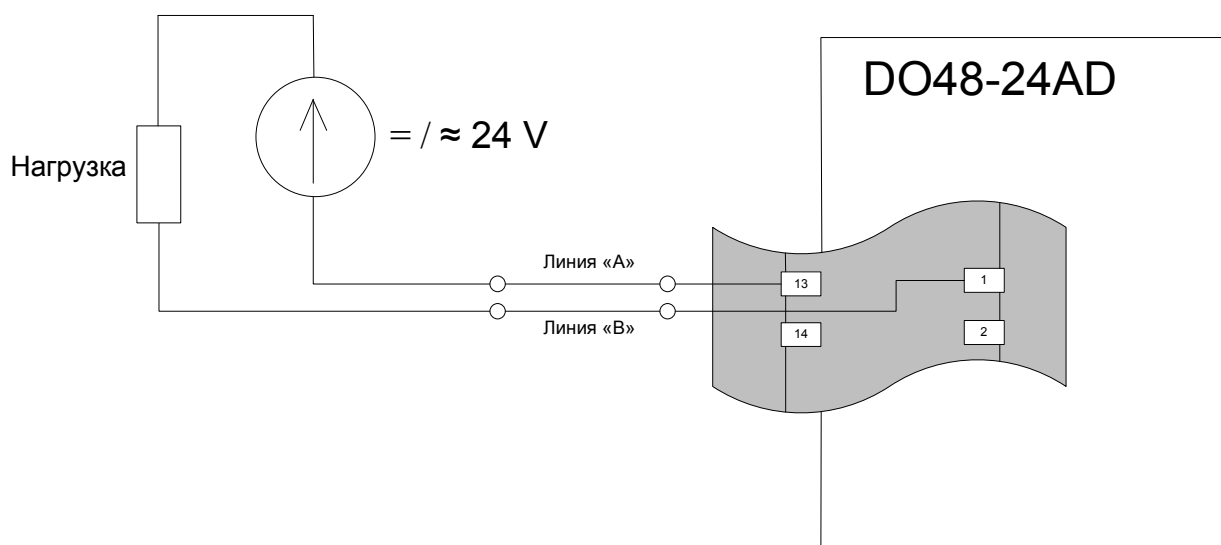 DO48-24AD
= / ≈ 24 V
Нагрузка
Линия «А»
13
1
Линия «В»
14
2